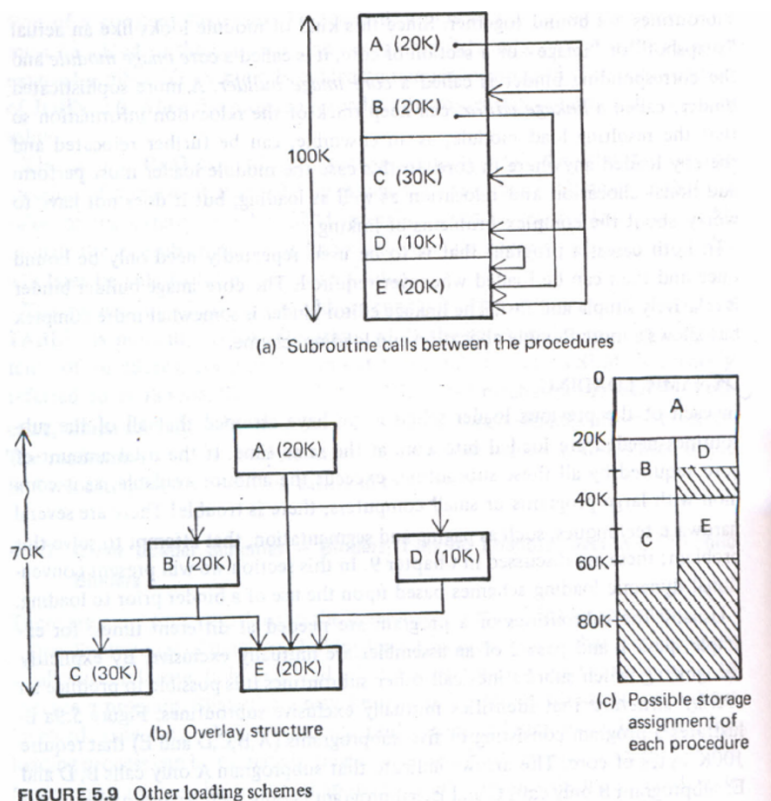 A (20K)
B (20K)
100K
C (30K)
D (10K)
E (20K)
(a) Subroutine calls between the procedures
70K
A (20K)
B (20K)
D (10K)
C (30K)
E (20K)
(b) Overlay structure
0
A
20K
B
D
40K
C
E
60K
80K
(c) Possible storage
assignment of
each procedure
FIGURE 5.9 Other loading schemes